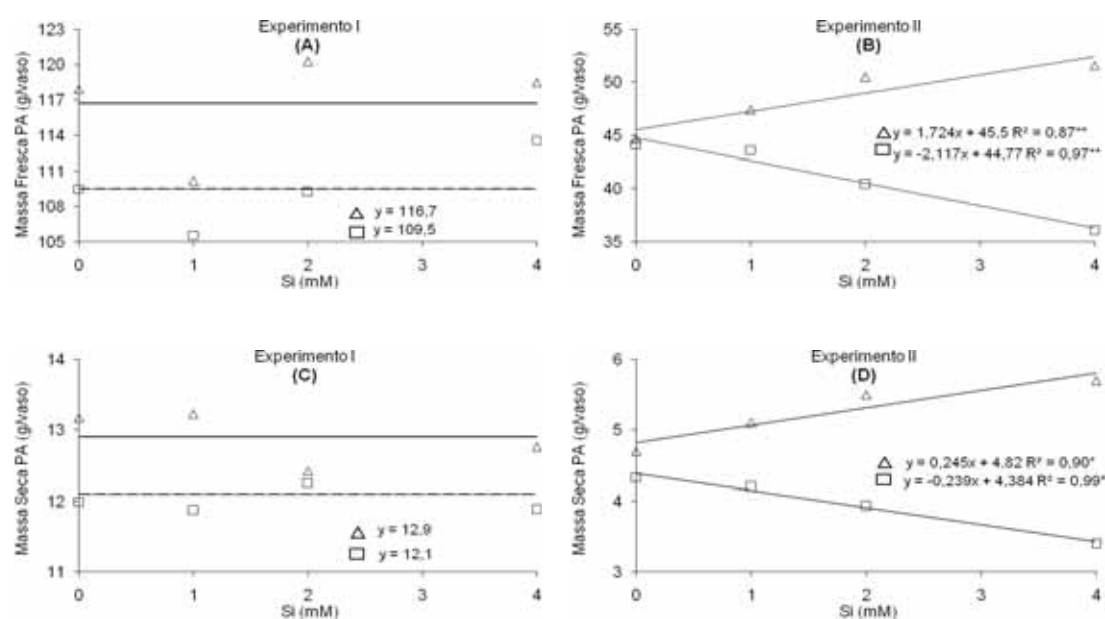 Experimento I
(A)
Massa Fresca PA (g/vaso)
123
120
117
114
111
108
105
△ y = 116,7
□ y = 109,5
0 1 2 3 4
Si (mM)
Experimento II
(B)
Massa Fresca PA (g/vaso)
55
50
45
40
35
△ y = 1,724x + 45,5 R² = 0,87**
□ y = -2,117x + 44,77 R² = 0,97**
0 1 2 3 4
Si (mM)
Experimento I
(C)
Massa Seca PA (g/vaso)
14
13
12
11
△ y = 12,9
□ y = 12,1
0 1 2 3 4
Si (mM)
Experimento II
(D)
Massa Seca PA (g/vaso)
6
5
4
3
△ y = 0,245x + 4.82 R² = 0,90*
□ y = -0,239x + 4,384 R² = 0,99*
0 1 2 3 4
Si (mM)